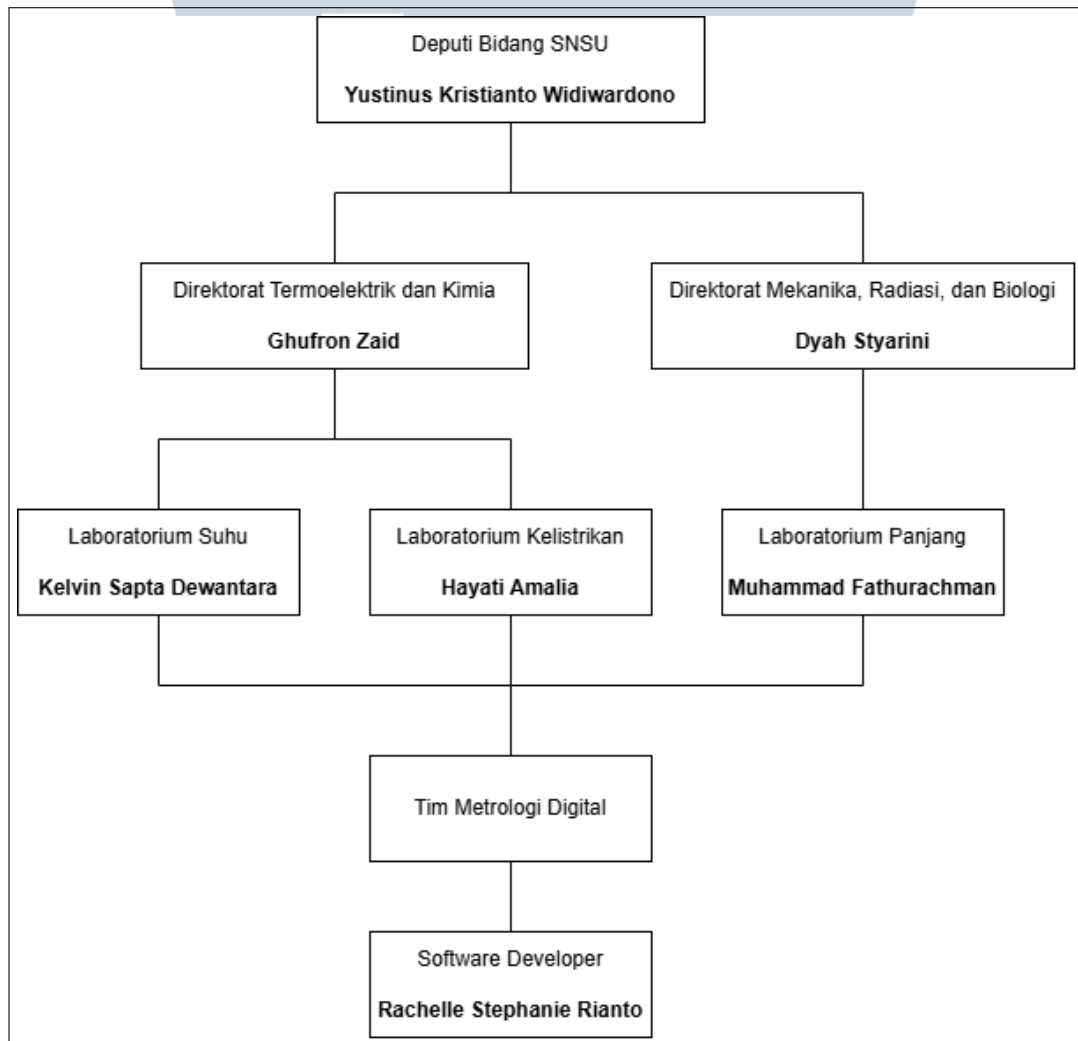 Deputi Bidang SNSU
Yustinus Kristianto Widiwardono
Direktorat Termoelektrik dan Kimia
Ghufron Zaid
Direktorat Mekanika, Radiasi, dan Biologi
Dyah Styarini
Laboratorium Suhu
Kelvin Sapta Dewantara
Laboratorium Kelistrikan
Hayati Amalia
Laboratorium Panjang
Muhammad Fathurachman
Tim Metrologi Digital
Software Developer
Rachelle Stephanie Rianto